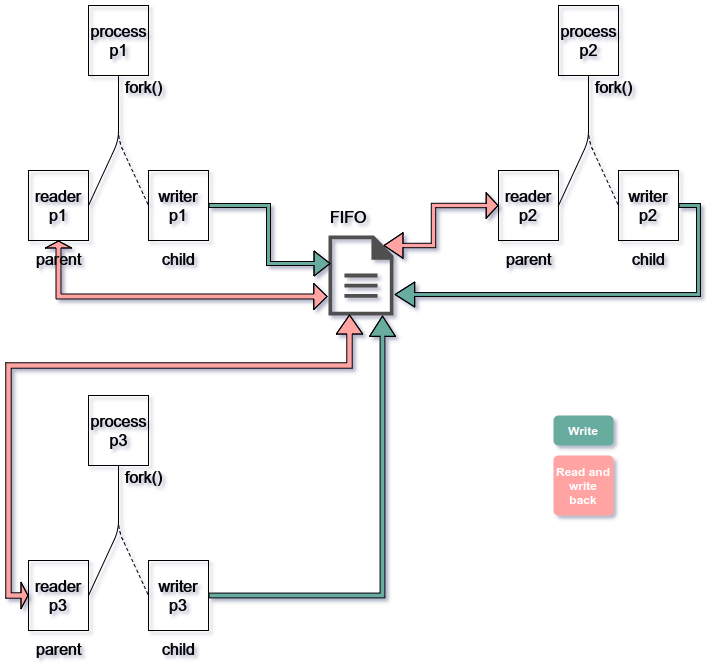 process
p1
fork()
reader
p1
writer
p1
parent
child
process
p2
fork()
reader
p2
writer
p2
parent
child
FIFO
process
p3
fork()
reader
p3
writer
p3
parent
child
Write
Read and
write
back